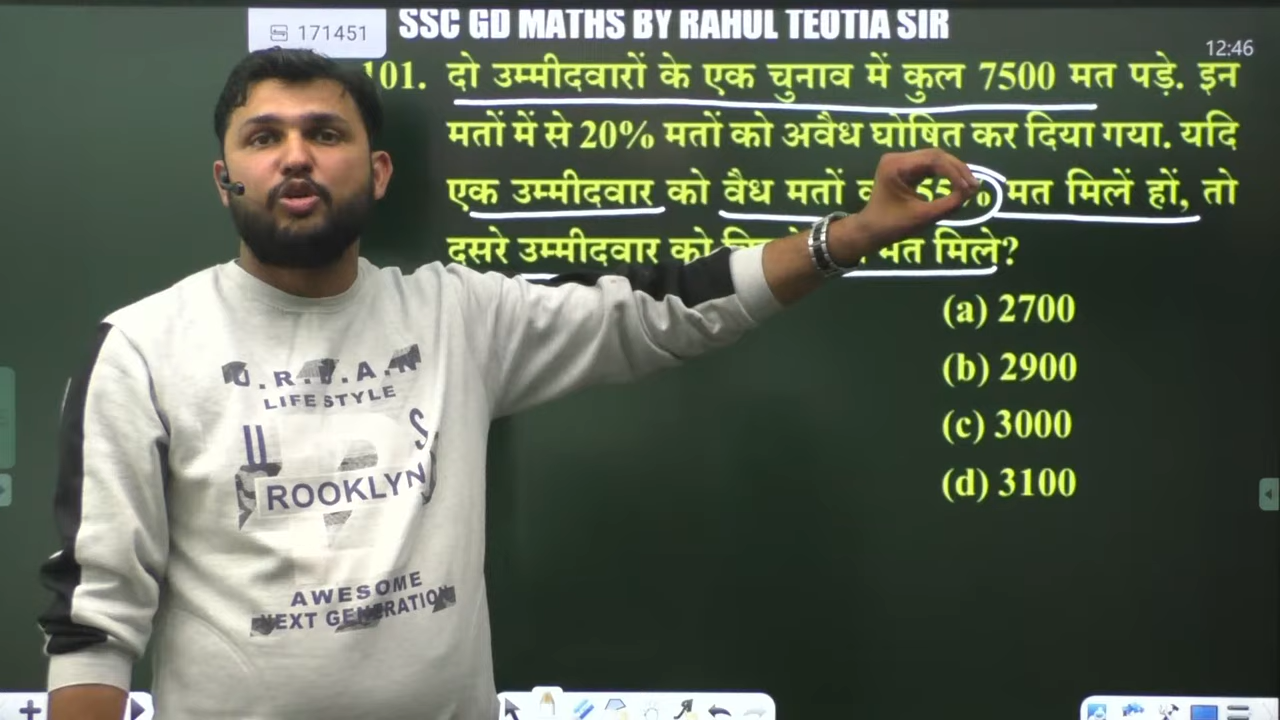 171451
SSC GD MATHS BY RAHUL TEOTIA SIR
12:46
101. दो उम्मीदवारों के एक चुनाव में कुल 7500 मत पड़े. इन
मतों में से 20% मतों को अवैध घोषित कर दिया गया. यदि
एक उम्मीदवार को वैध मतों 55% मत मिलें हों, तो
दूसरे उम्मीदवार को मत मिले?
(a) 2700
(b) 2900
(c) 3000
(d) 3100
U.R.B.A.N
LIFE STYLE
U S
ROOKLYN
AWESOME
NEXT GENERATION